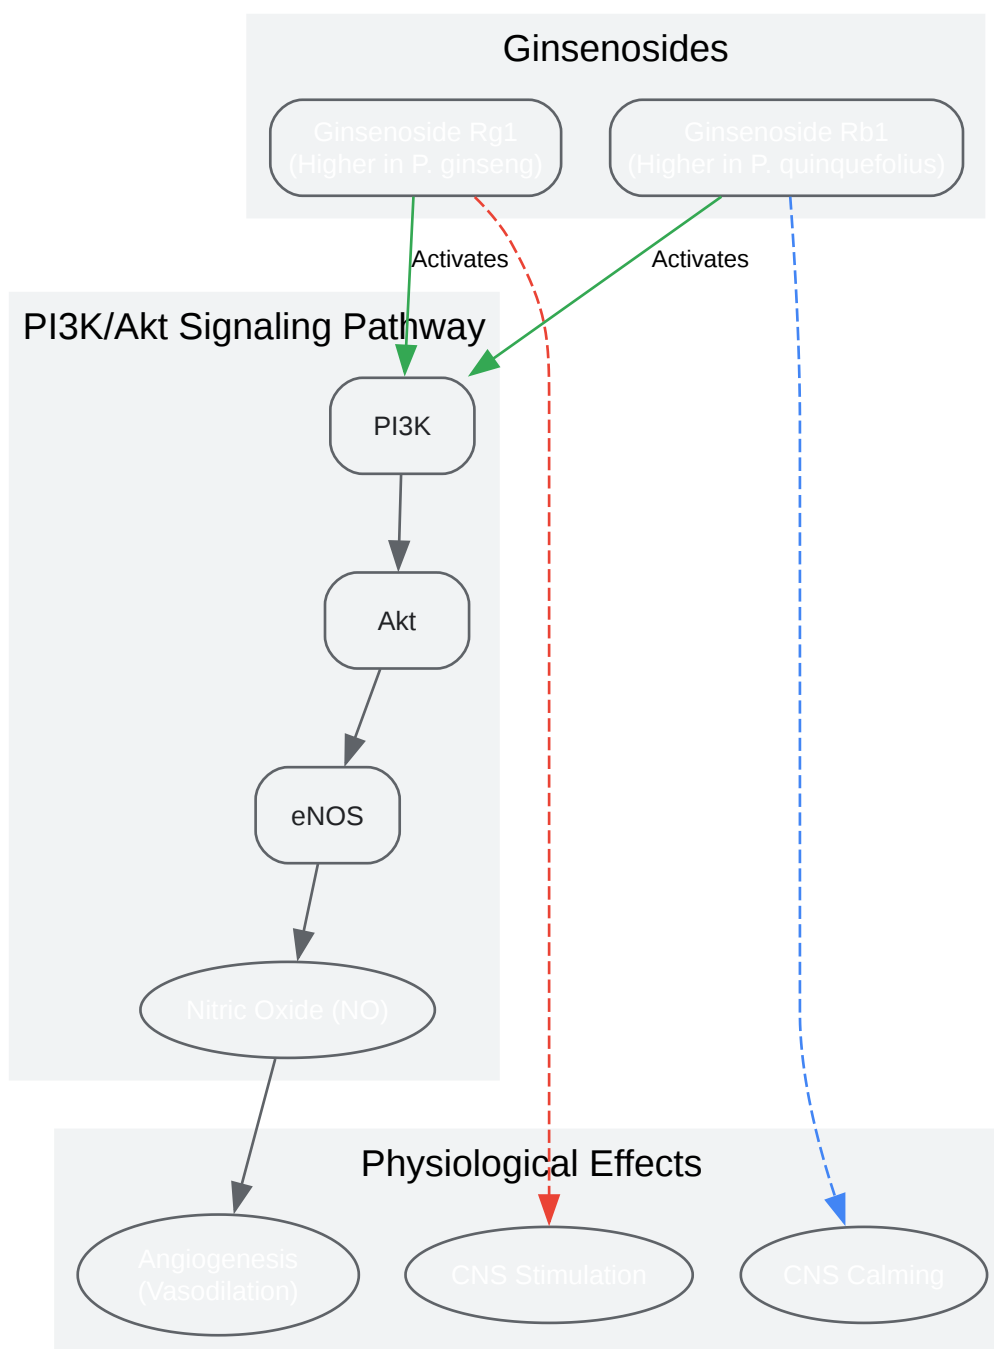 Ginsenosides
Ginsenoside Rg1
(Higher in P. ginseng)
Ginsenoside Rb1
(Higher in P. quinquefolius)
Activates
Activates
PI3K/Akt Signaling Pathway
PI3K
Akt
eNOS
Nitric Oxide (NO)
Physiological Effects
Angiogenesis
(Vasodilation)
CNS Stimulation
CNS Calming